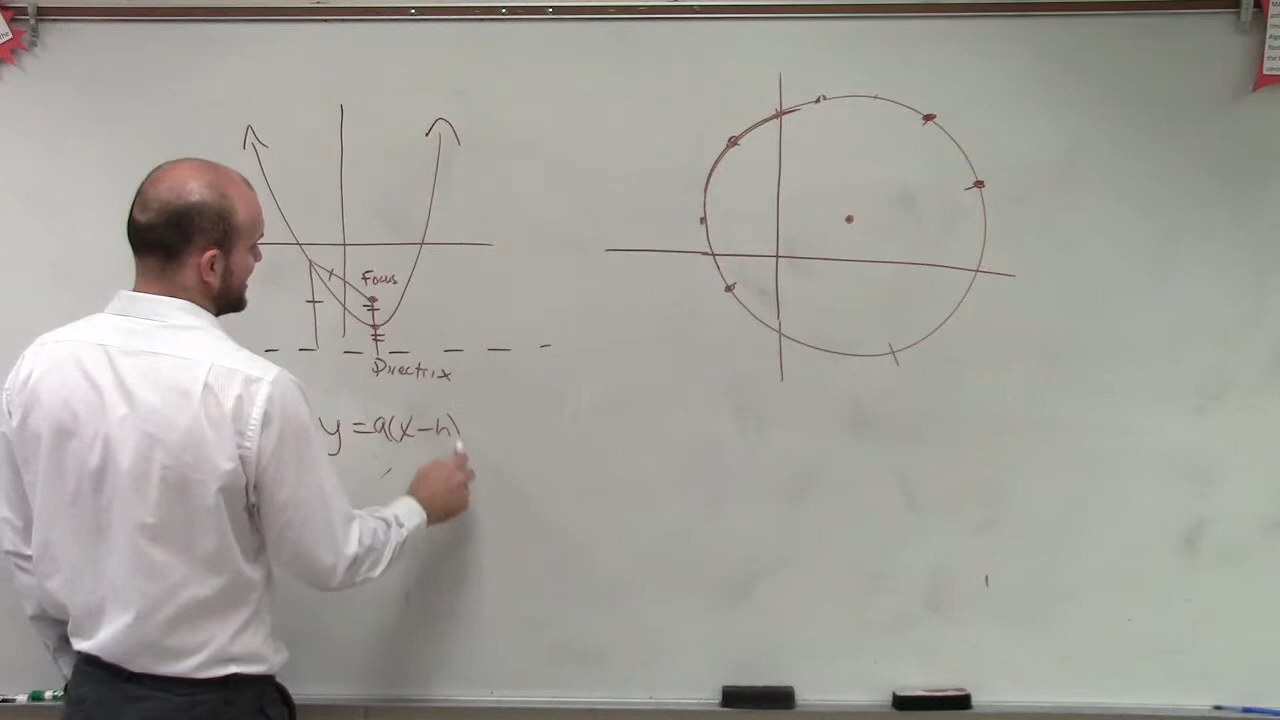 Focus
Directrix
y = a(x-h)